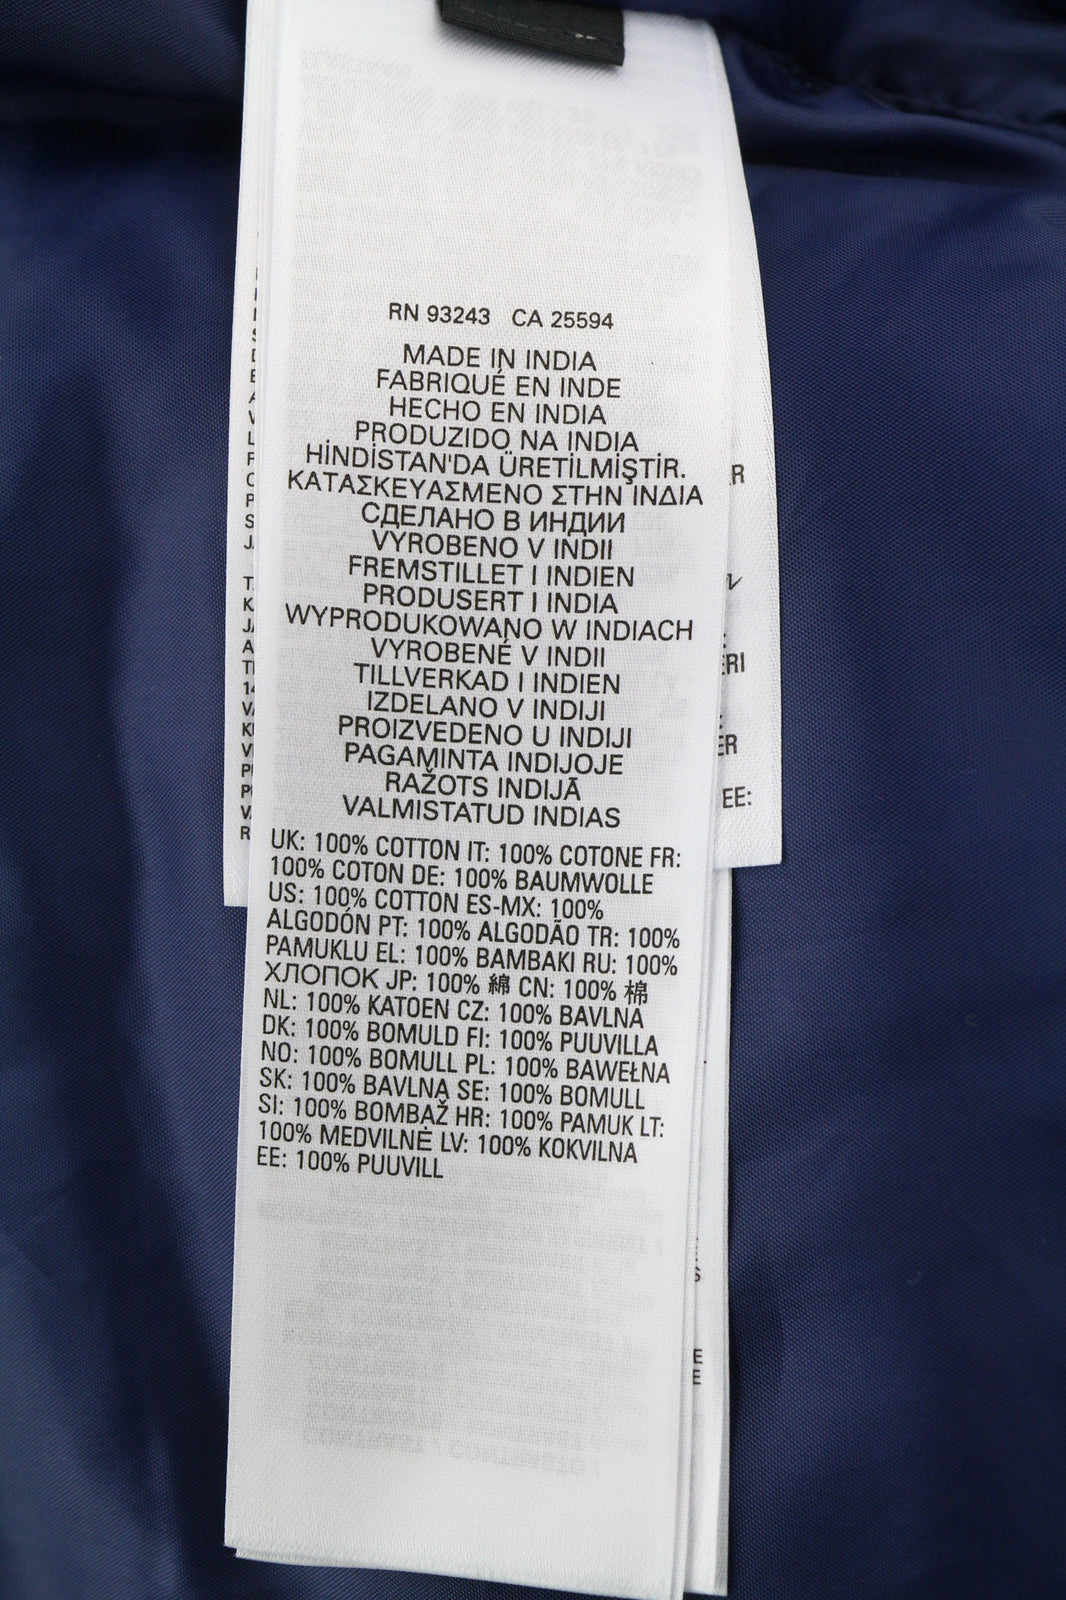 RN 93243 CA 25594
MADE IN INDIA
FABRIQUÉ EN INDE
HECHO EN INDIA
PRODUZIDO NA INDIA
HİNDİSTAN'DA ÜRETİLMİŞTİR.
ΚΑΤΑΣΚΕΥΑΣΜΕΝΟ ΣΤΗΝ ΙΝΔΙΑ
СДЕЛАНО В ИНДИИ
VYROBENO V INDII
FREMSTILLET I INDIEN
PRODUSERT I INDIA
WYPRODUKOWANO W INDIACH
VYROBENÉ V INDII
TILLVERKAD I INDIEN
IZDELANO V INDIJI
PROIZVEDENO U INDIJI
PAGAMINTA INDIJOJE
RAŽOTS INDIJĀ
VALMISTATUD INDIAS
UK: 100% COTTON IT: 100% COTONE FR:
100% COTON DE: 100% BAUMWOLLE
US: 100% COTTON ES-MX: 100%
ALGODÓN PT: 100% ALGODÃO TR: 100%
PAMUKLU EL: 100% BAMBAKI RU: 100%
ХЛОПОК JP: 100% 綿 CN: 100% 棉
NL: 100% KATOEN CZ: 100% BAVLNA
DK: 100% BOMULD FI: 100% PUUVILLA
NO: 100% BOMULL PL: 100% BAWEŁNA
SK: 100% BAVLNA SE: 100% BOMULL
SI: 100% BOMBAŽ HR: 100% PAMUK LT:
100% MEDVILNĖ LV: 100% KOKVILNA
EE: 100% PUUVILL
EE: